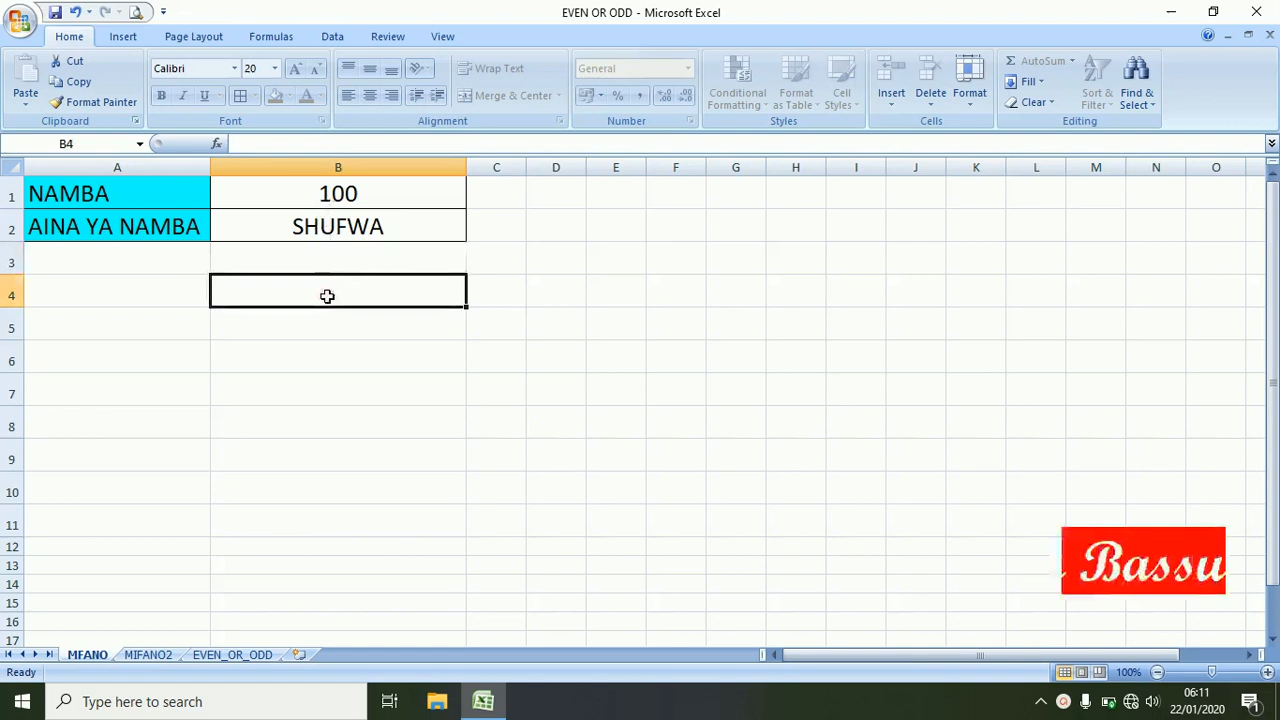 EVEN OR ODD - Microsoft Excel
Home Insert Page Layout Formulas Data Review View
Cut
Copy
Format Painter
Paste
Clipboard
Calibri 20
Font
Wrap Text
Merge & Center
Alignment
General
Number
Conditional Formatting
Format as Table
Cell Styles
Styles
Insert Delete Format
Cells
AutoSum
Fill
Clear
Sort & Filter
Find & Select
Editing
B4
fx
A B C D E F G H I J K L M N O
1 NAMBA 100
2 AINA YA NAMBA SHUFWA
3
4
5
6
7
8
9
10
11
12
13
14
15
16
17
Bassu
MFANO MIFANO2 EVEN_OR_ODD
Ready
100%
Type here to search
06:11
22/01/2020
1